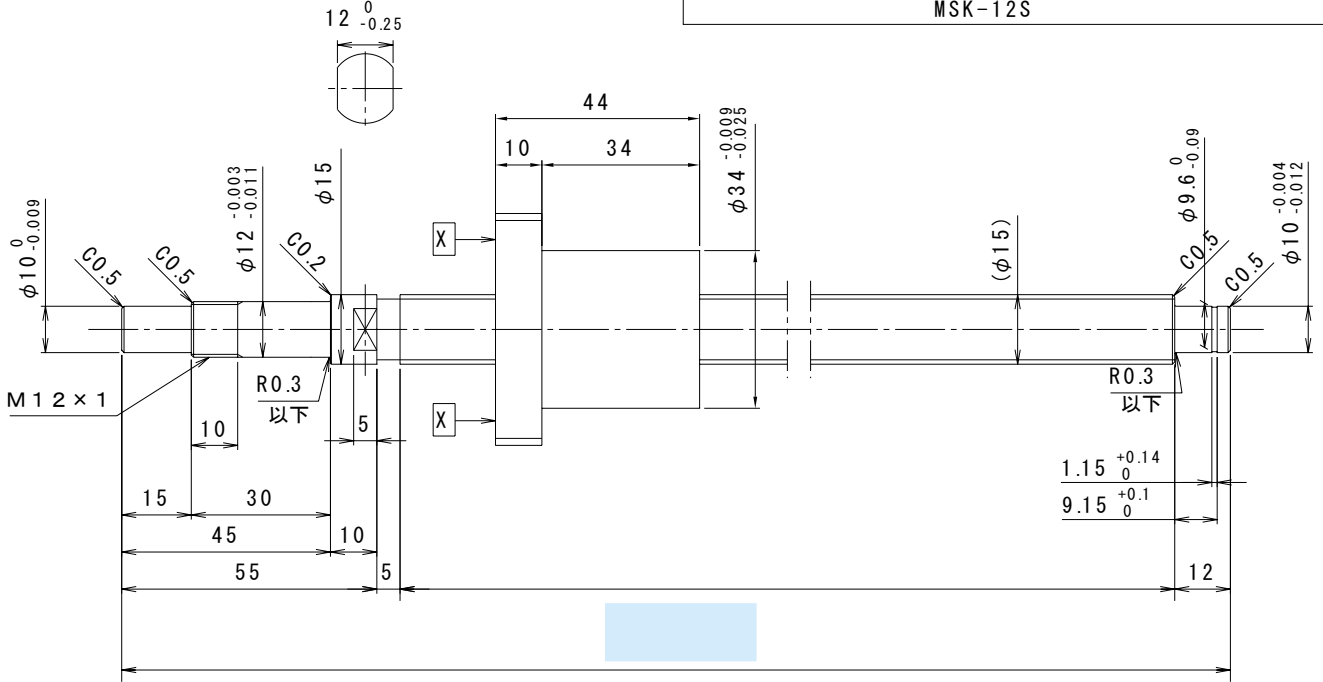 MSK-12S
12 0 -0.25
44
10
34
φ34 -0.009 -0.025
φ9.6 0 -0.09
φ10 -0.004 -0.012
φ10 0 -0.009
C0.5
C0.5
φ12 -0.003 -0.011
C0.2
φ15
X
(φ15)
C0.5
C0.5
M12×1
R0.3
以下
5
X
R0.3
以下
10
1.15 +0.14 0
15
30
9.15 +0.1 0
45
10
55
5
12